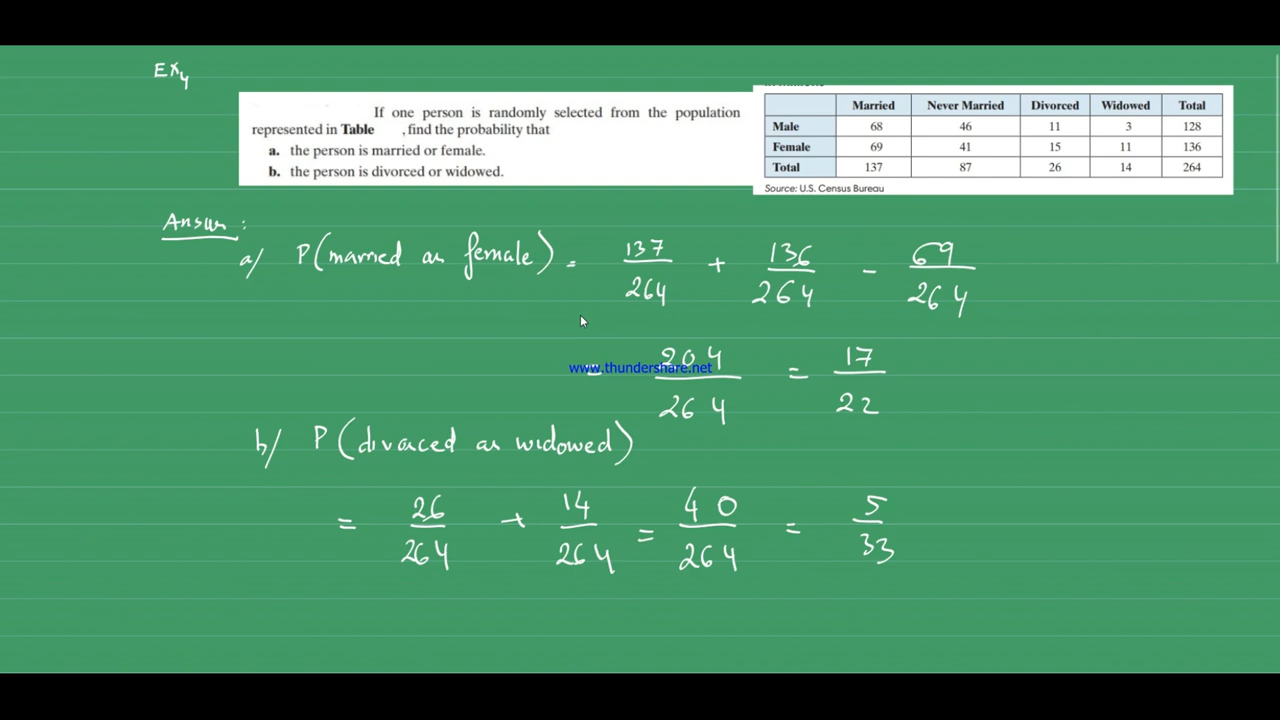 Ex4
If one person is randomly selected from the population
represented in Table , find the probability that
a. the person is married or female.
b. the person is divorced or widowed.
Married Never Married Divorced Widowed Total
Male 68 46 11 3 128
Female 69 41 15 11 136
Total 137 87 26 14 264
Source: U.S. Census Bureau
Answer:
a/ P(married or female) = 137/264 + 136/264 - 69/264
= 204/264 = 17/22
www.thundershare.net
b/ P(divorced or widowed)
= 26/264 + 14/264 = 40/264 = 5/33